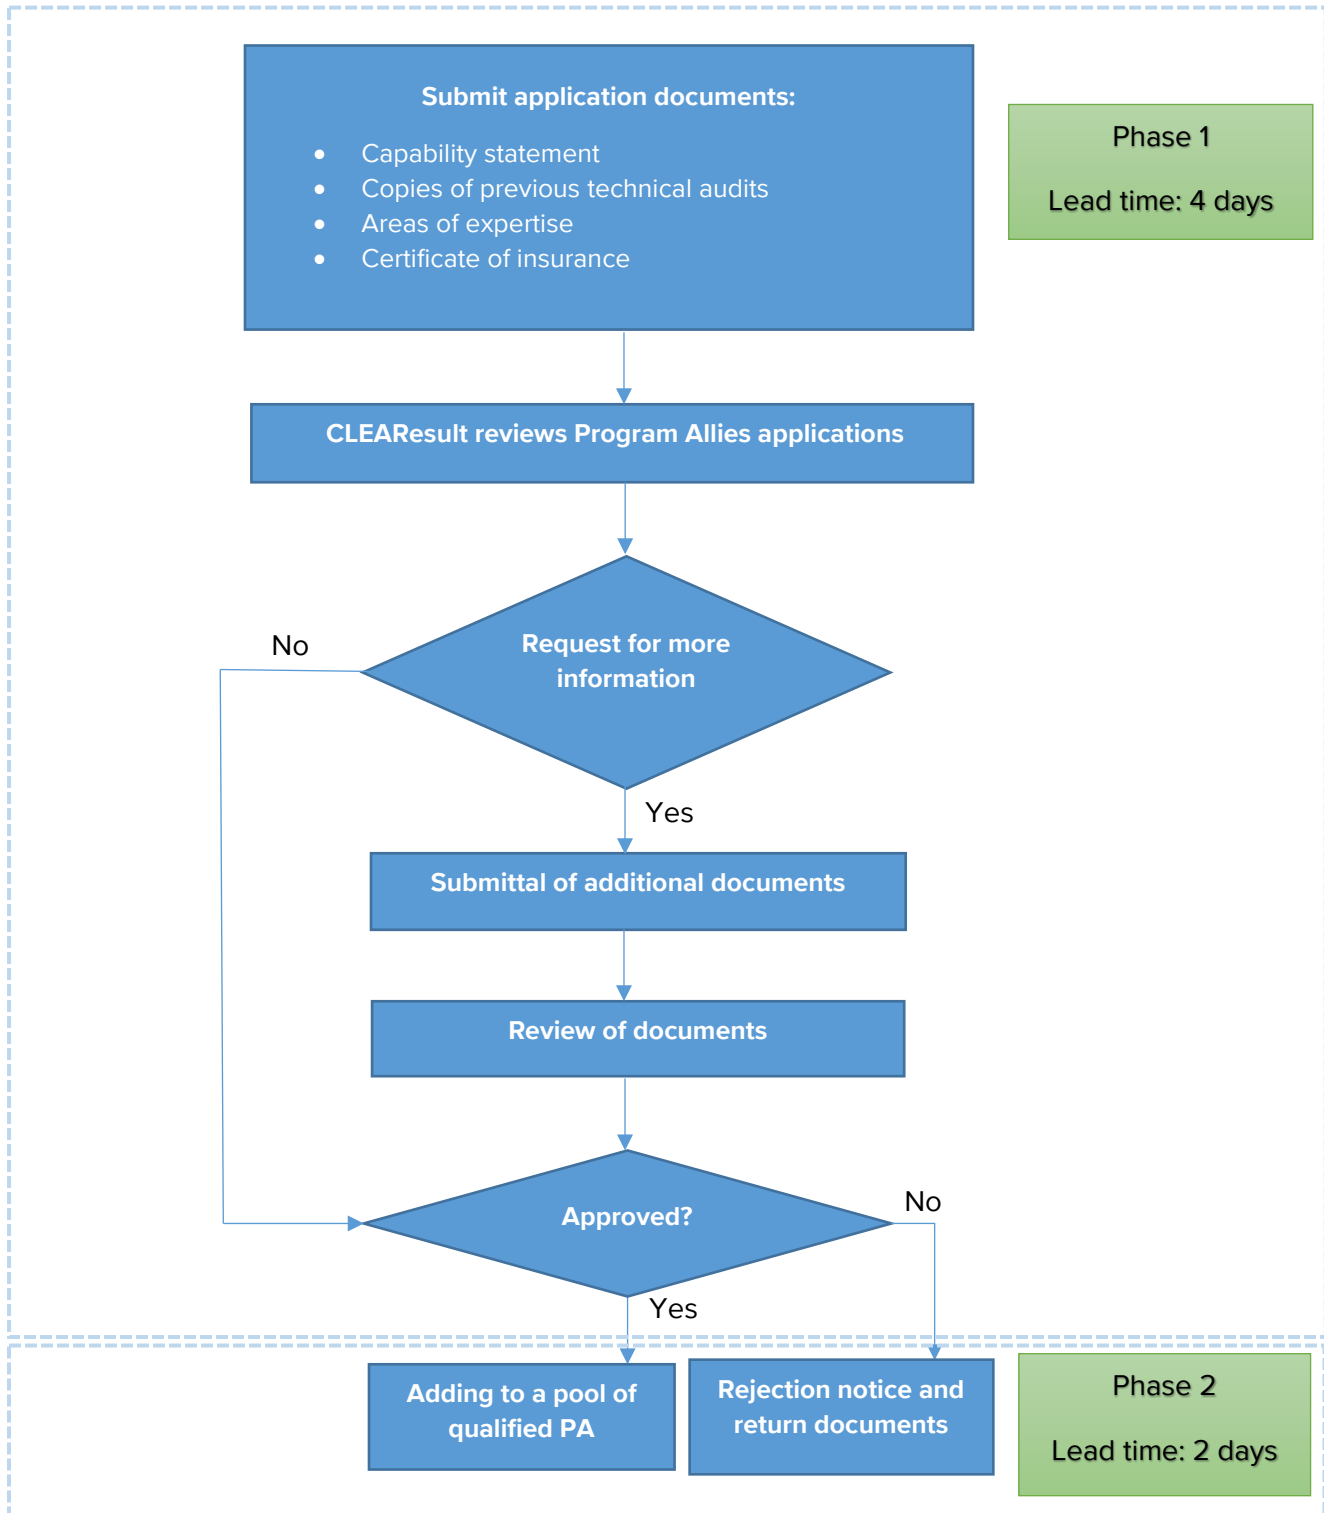 Submit application documents:
• Capability statement
• Copies of previous technical audits
• Areas of expertise
• Certificate of insurance
Phase 1
Lead time: 4 days
CLEAResult reviews Program Allies applications
Request for more
information
No
Yes
Submittal of additional documents
Review of documents
Approved?
No
Yes
Adding to a pool of
qualified PA
Rejection notice and
return documents
Phase 2
Lead time: 2 days